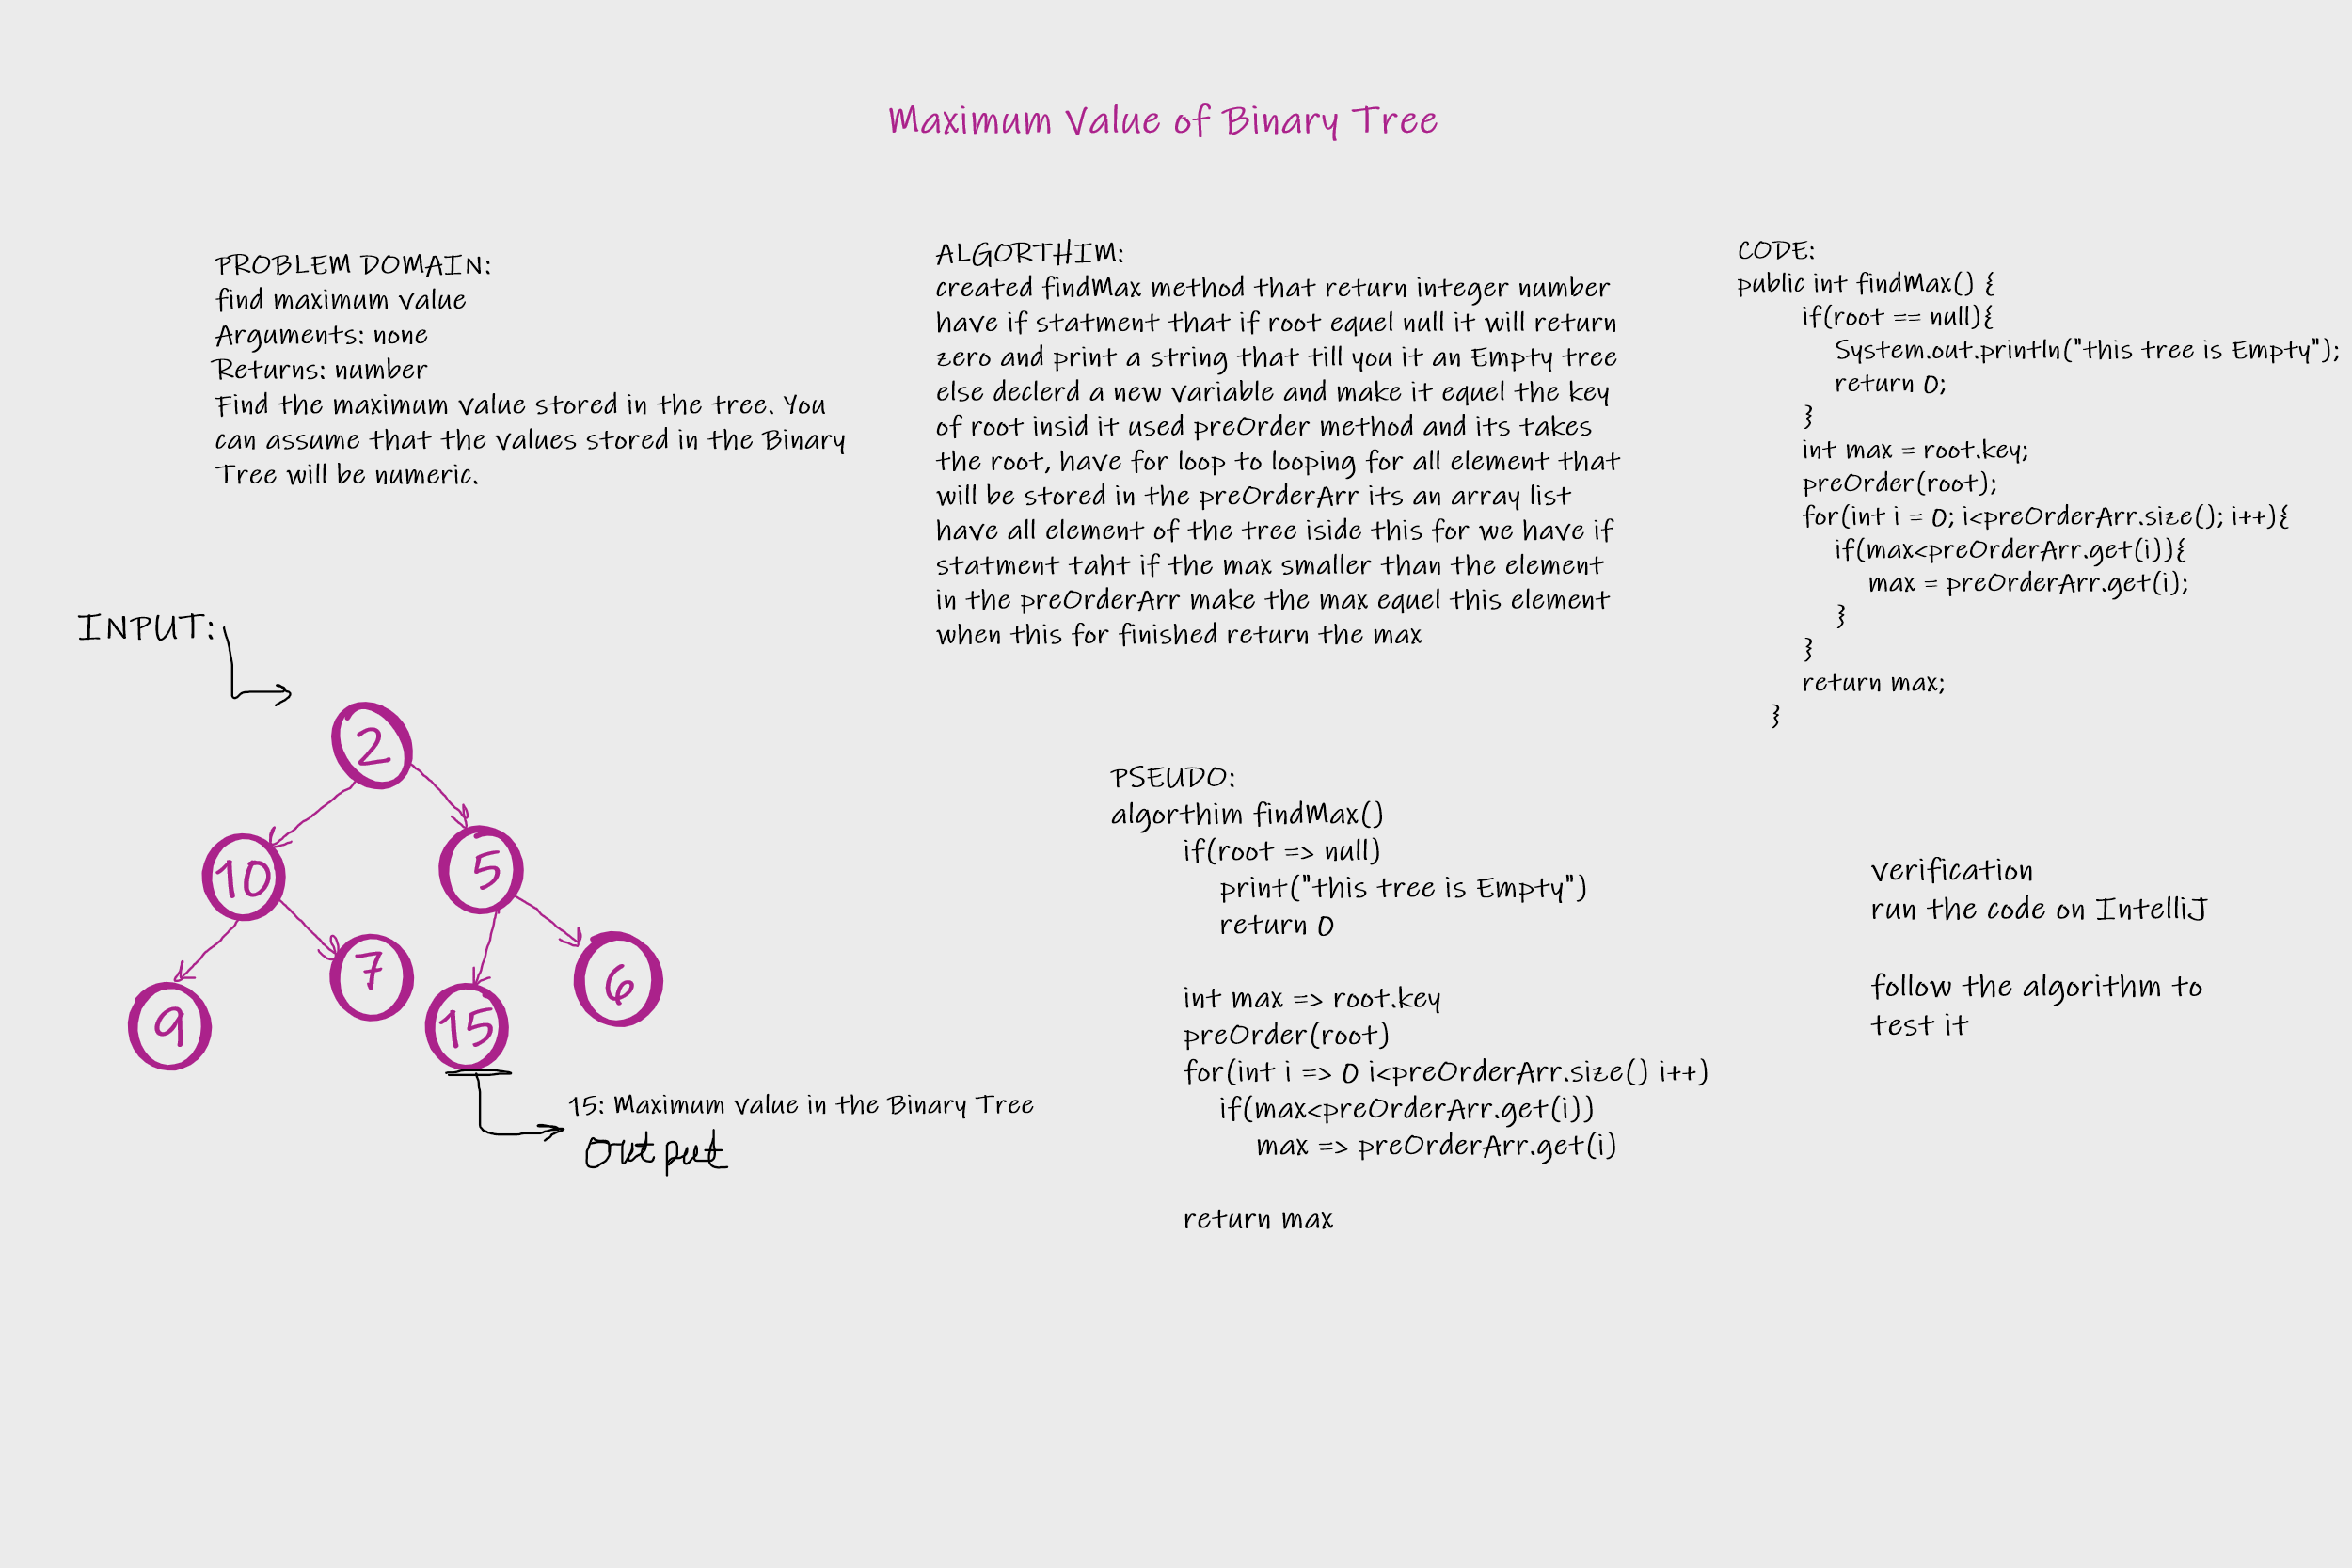 Maximum Value of Binary Tree
PROBLEM DOMAIN:
find maximum value
Arguments: none
Returns: number
Find the maximum value stored in the tree. You
can assume that the values stored in the Binary
Tree will be numeric.
INPUT:
2
10
5
9
7
15
6
15: Maximum value in the Binary Tree
output
ALGORTHIM:
created findMax method that return integer number
have if statment that if root equel null it will return
zero and print a string that till you it an Empty tree
else declerd a new variable and make it equel the key
of root insid it used preOrder method and its takes
the root, have for loop to looping for all element that
will be stored in the preOrderArr its an array list
have all element of the tree iside this for we have if
statment taht if the max smaller than the element
in the preOrderArr make the max equel this element
when this for finished return the max
PSEUDO:
algorthim findMax()
if(root => null)
print("this tree is Empty")
return 0
int max => root.key
preOrder(root)
for(int i => 0 i<preOrderArr.size() i++)
if(max<preOrderArr.get(i))
max => preOrderArr.get(i)
return max
CODE:
public int findMax() {
if(root == null){
System.out.println("this tree is Empty");
return 0;
}
int max = root.key;
preOrder(root);
for(int i = 0; i<preOrderArr.size(); i++){
if(max<preOrderArr.get(i)){
max = preOrderArr.get(i);
}
}
return max;
}
verification
run the code on IntelliJ
follow the algorithm to
test it